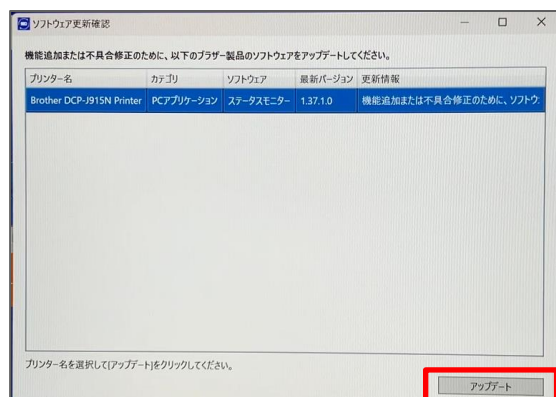 ソフトウェア更新確認
機能追加または不具合修正のために、以下のブラザー製品のソフトウェアをアップデートしてください。
プリンター名 カテゴリ ソフトウェア 最新バージョン 更新情報
Brother DCP-J915N Printer PCアプリケーション ステータスモニター 1.37.1.0 機能追加または不具合修正のために、ソフトウ
プリンター名を選択して[アップデート]をクリックしてください。
アップデート